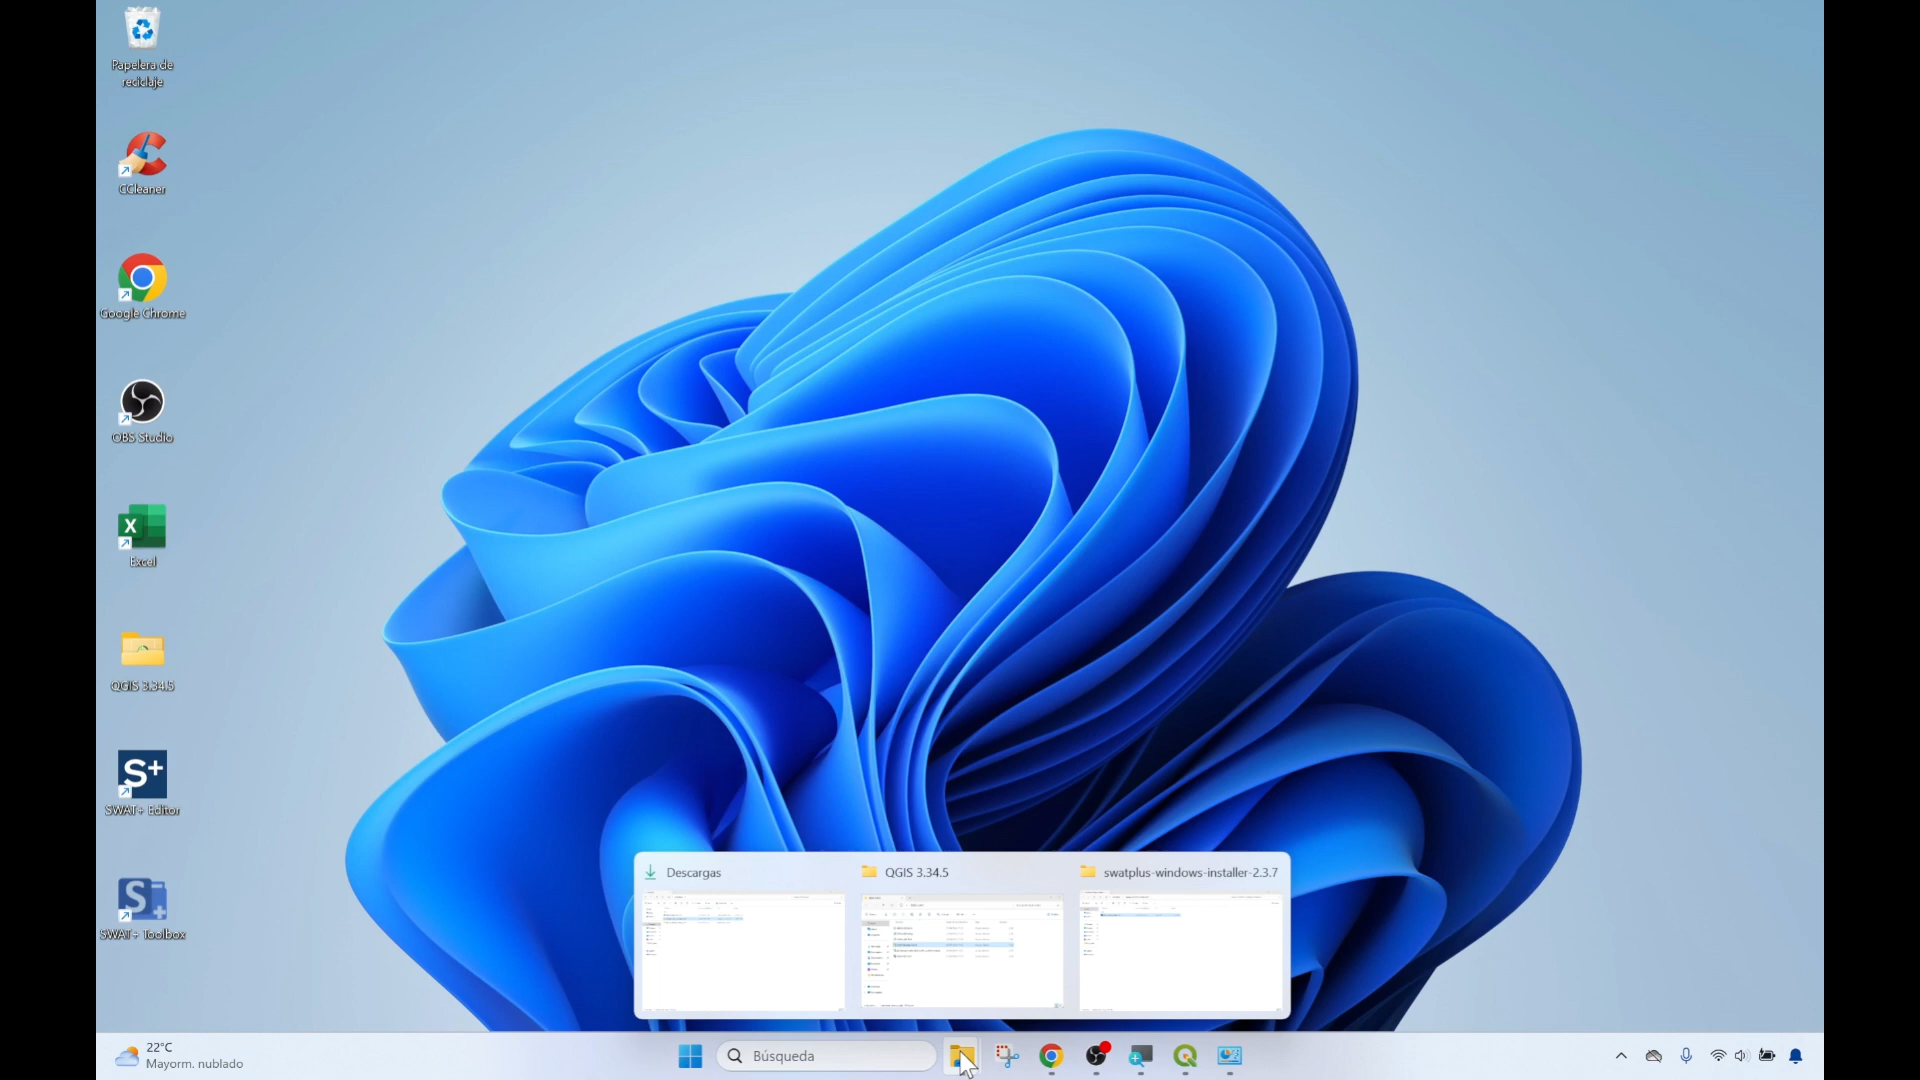 Papelera de
reciclaje
CCleaner
Google Chrome
OBS Studio
Excel
QGIS 3.34.5
SWAT+ Editor
SWAT+ Toolbox
Descargas
QGIS 3.34.5
swatplus-windows-installer-2.3.7
22°C
Mayorm. nublado
Búsqueda